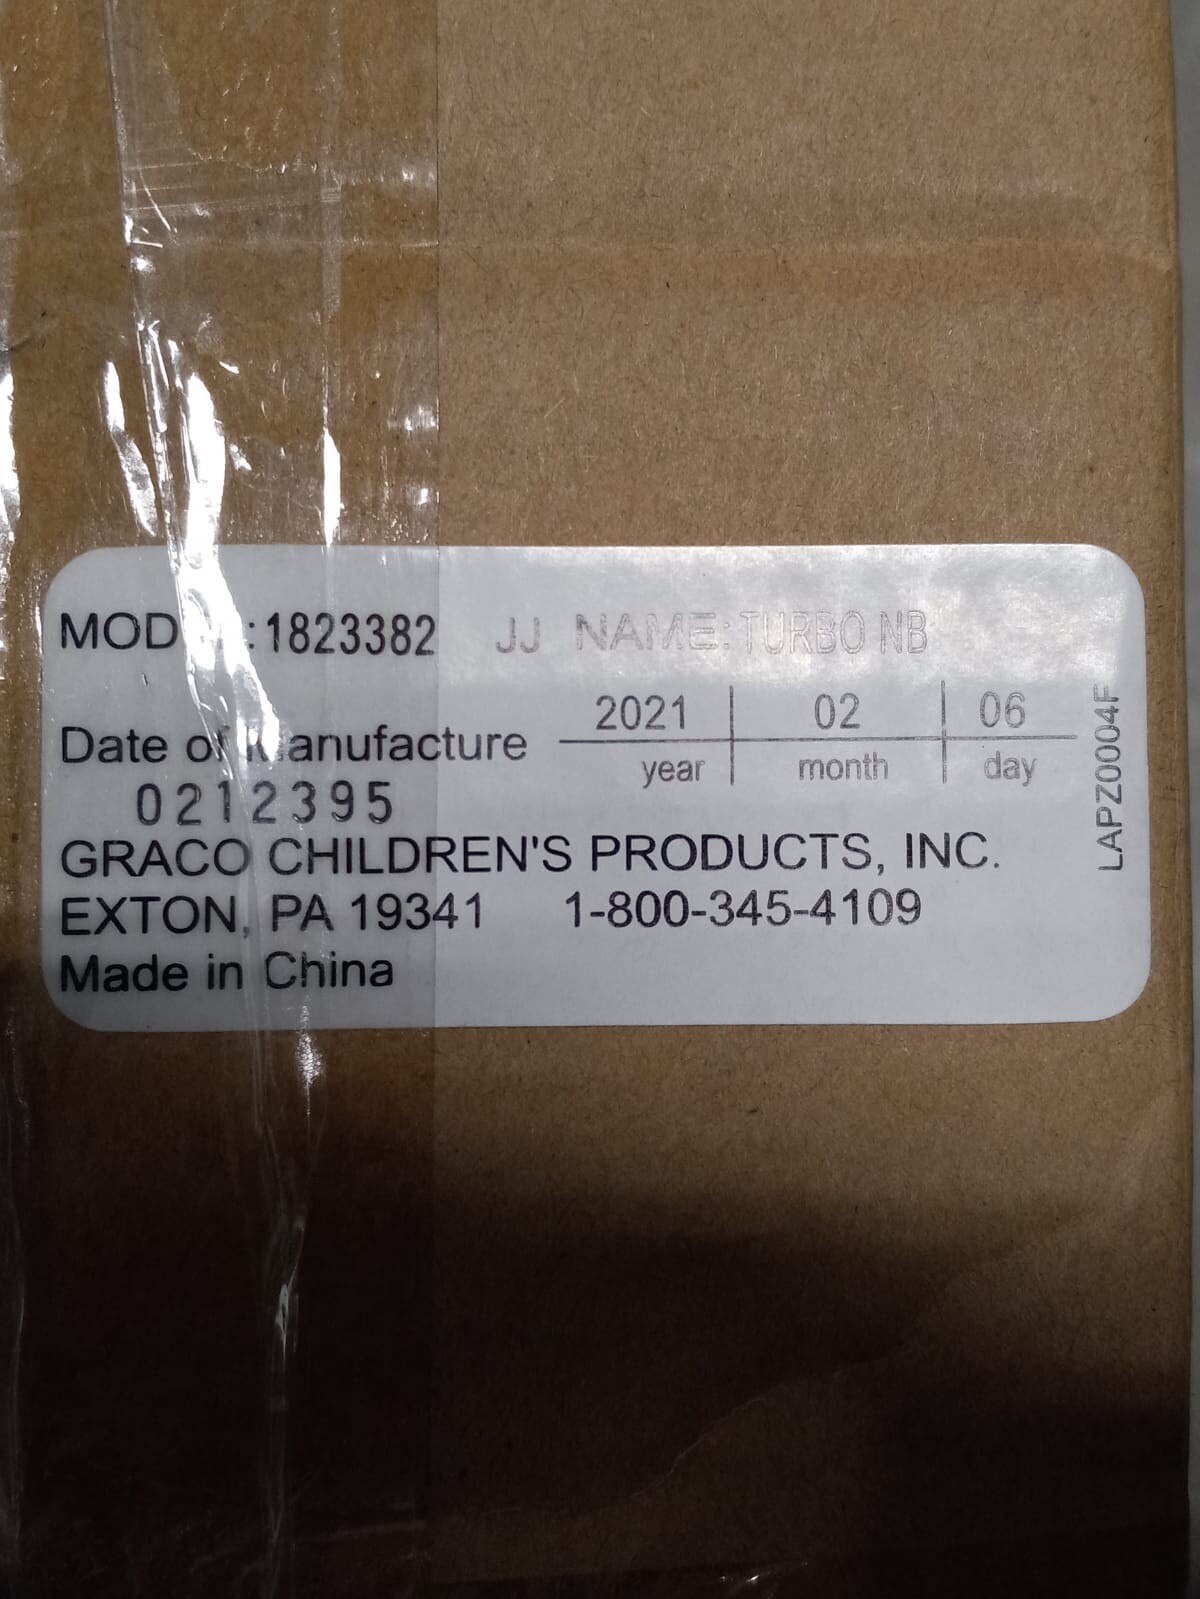 :1823382 JJ NAME: TURBO NB
Date of Manufacture 2021 02 06
year month day
0212395
GRACO CHILDREN'S PRODUCTS, INC.
EXTON, PA 19341 1-800-345-4109
Made in China
LAPZ0004F